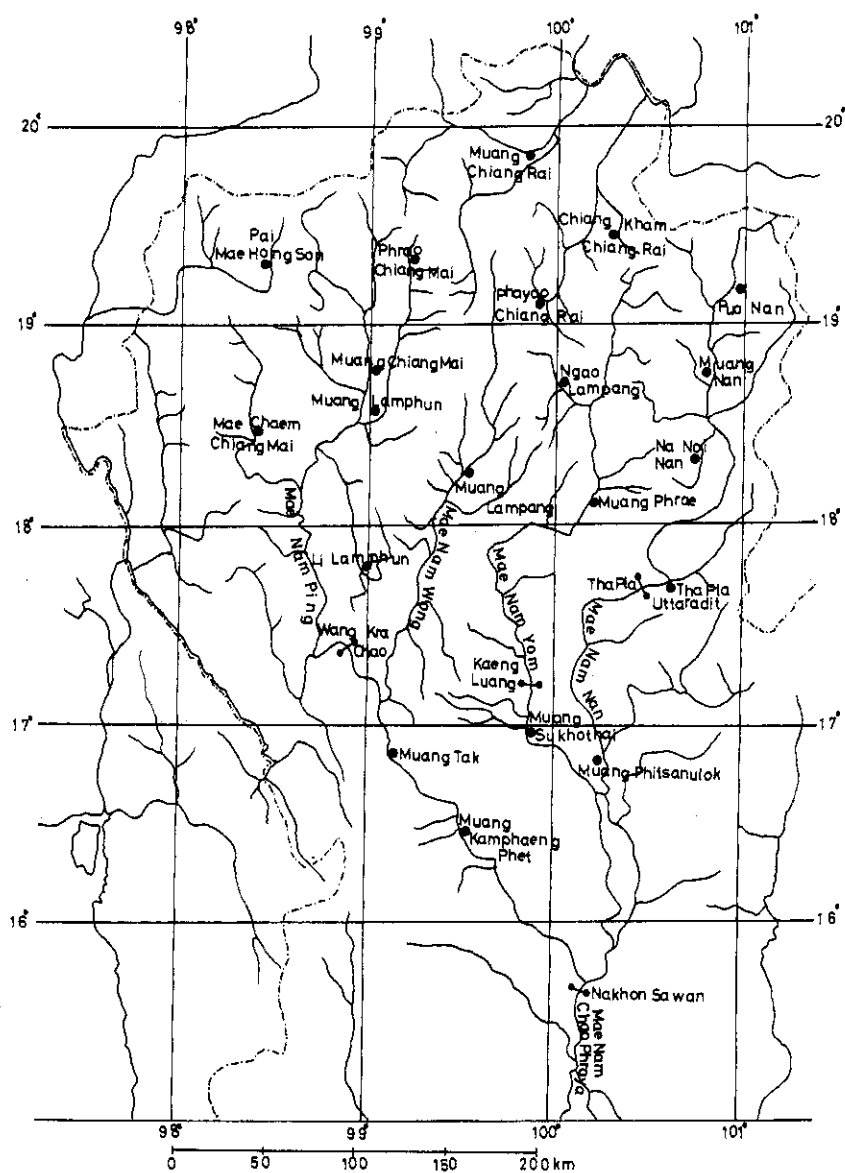 98°
99°
100°
101°
20°
20°
Muang
Chiang Rai
Chiang Kham
Chiang Rai
Pai
Mae Hong Son
Phrao
Chiang Mai
phayao
Chiang Rai
Pua Nan
19°
19°
Muang Chiang Mai
Ngao
Lampang
Muang
Nan
Muang Lamphun
Mae Chaem
Chiang Mai
Na Noi
Nan
Muang
Lampang
Muang Phrae
18°
18°
Mae Nam Ping
Li Lamphun
Mae Nam Wang
Mae Nam Yom
Tha Pla
Tha Pla
Uttaradit
Mae Nam Nan
Wang Kra
Chao
Kaeng
Luang
17°
17°
Muang
Sukhothai
Muang Tak
Muang Phitsanulok
Muang
Kamphaeng
Phet
16°
16°
Nakhon Sawan
Mae Nam
Chao Phraya
98°
99°
100°
101°
0 50 100 150 200 km